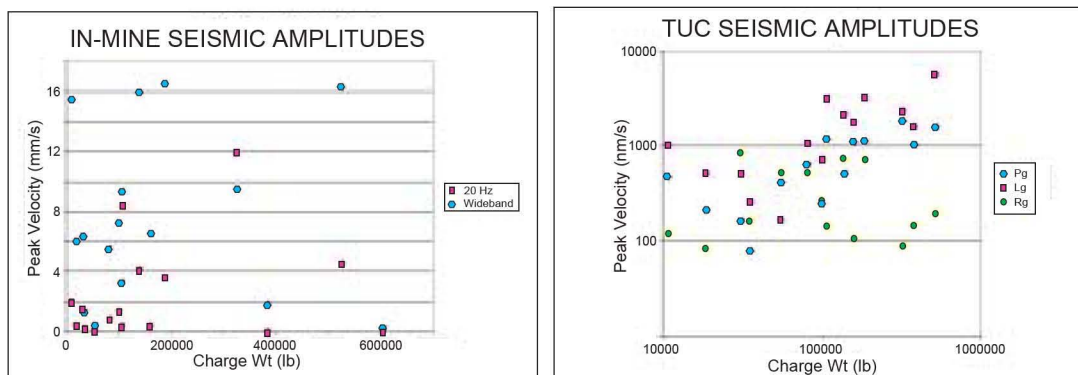 IN-MINE SEISMIC AMPLITUDES
Peak Velocity (mm/s)
16
12
8
4
0
0 200000 400000 600000
Charge Wt (lb)
20 Hz
Wideband
TUC SEISMIC AMPLITUDES
Peak Velocity (nm/s)
10000
1000
100
10000 100000 1000000
Charge Wt (lb)
Pg
Lg
Rg